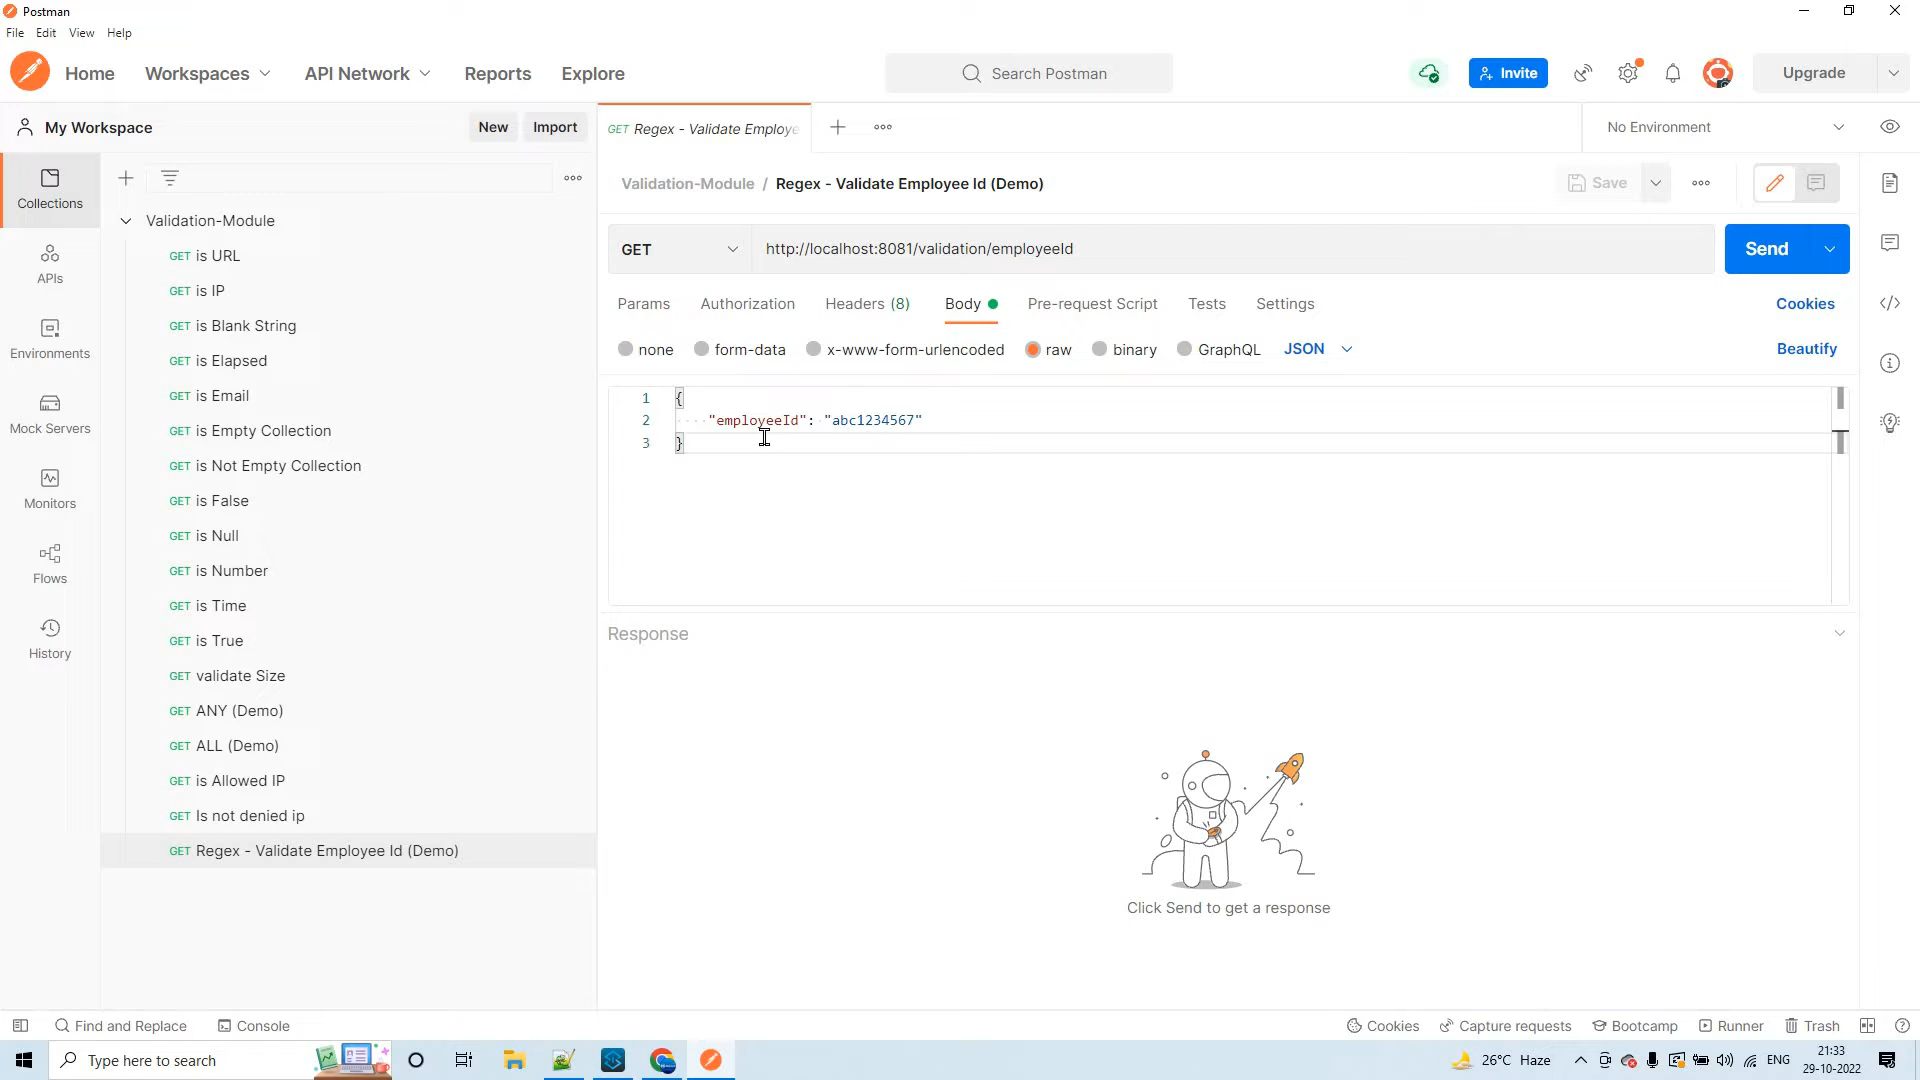 Postman
File Edit View Help
Home Workspaces API Network Reports Explore
Search Postman
Invite
Upgrade
My Workspace
New Import
GET Regex - Validate Employe
No Environment
Collections
APIs
Environments
Mock Servers
Monitors
Flows
History
Validation-Module
GET is URL
GET is IP
GET is Blank String
GET is Elapsed
GET is Email
GET is Empty Collection
GET is Not Empty Collection
GET is False
GET is Null
GET is Number
GET is Time
GET is True
GET validate Size
GET ANY (Demo)
GET ALL (Demo)
GET is Allowed IP
GET Is not denied ip
GET Regex - Validate Employee Id (Demo)
Validation-Module / Regex - Validate Employee Id (Demo)
Save
GET http://localhost:8081/validation/employeeId
Send
Params Authorization Headers (8) Body Pre-request Script Tests Settings
Cookies
none form-data x-www-form-urlencoded raw binary GraphQL JSON
Beautify
1 {
2 "employeeId": "abc1234567"
3 }
Response
Click Send to get a response
Find and Replace Console
Cookies Capture requests Bootcamp Runner Trash
Type here to search
26°C Haze
ENG
21:33
29-10-2022